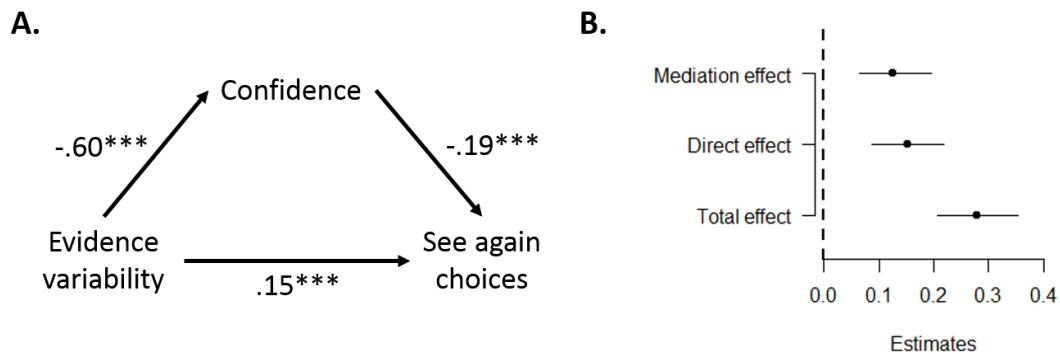 A.
Confidence
-.60***
-.19***
Evidence
variability
.15***
See again
choices
B.
Mediation effect
Direct effect
Total effect
0.0 0.1 0.2 0.3 0.4
Estimates